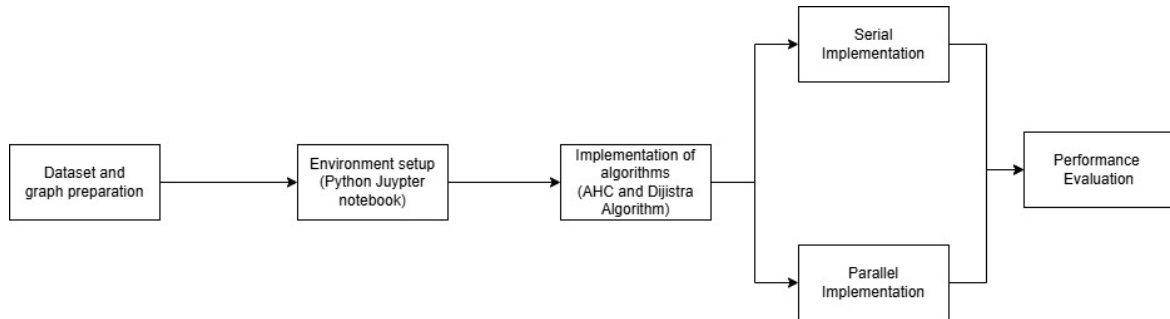 Dataset and
graph preparation
Environment setup
(Python Juypter
notebook)
Implementation of
algorithms
(AHC and Dijistra
Algorithm)
Serial
Implementation
Parallel
Implementation
Performance
Evaluation